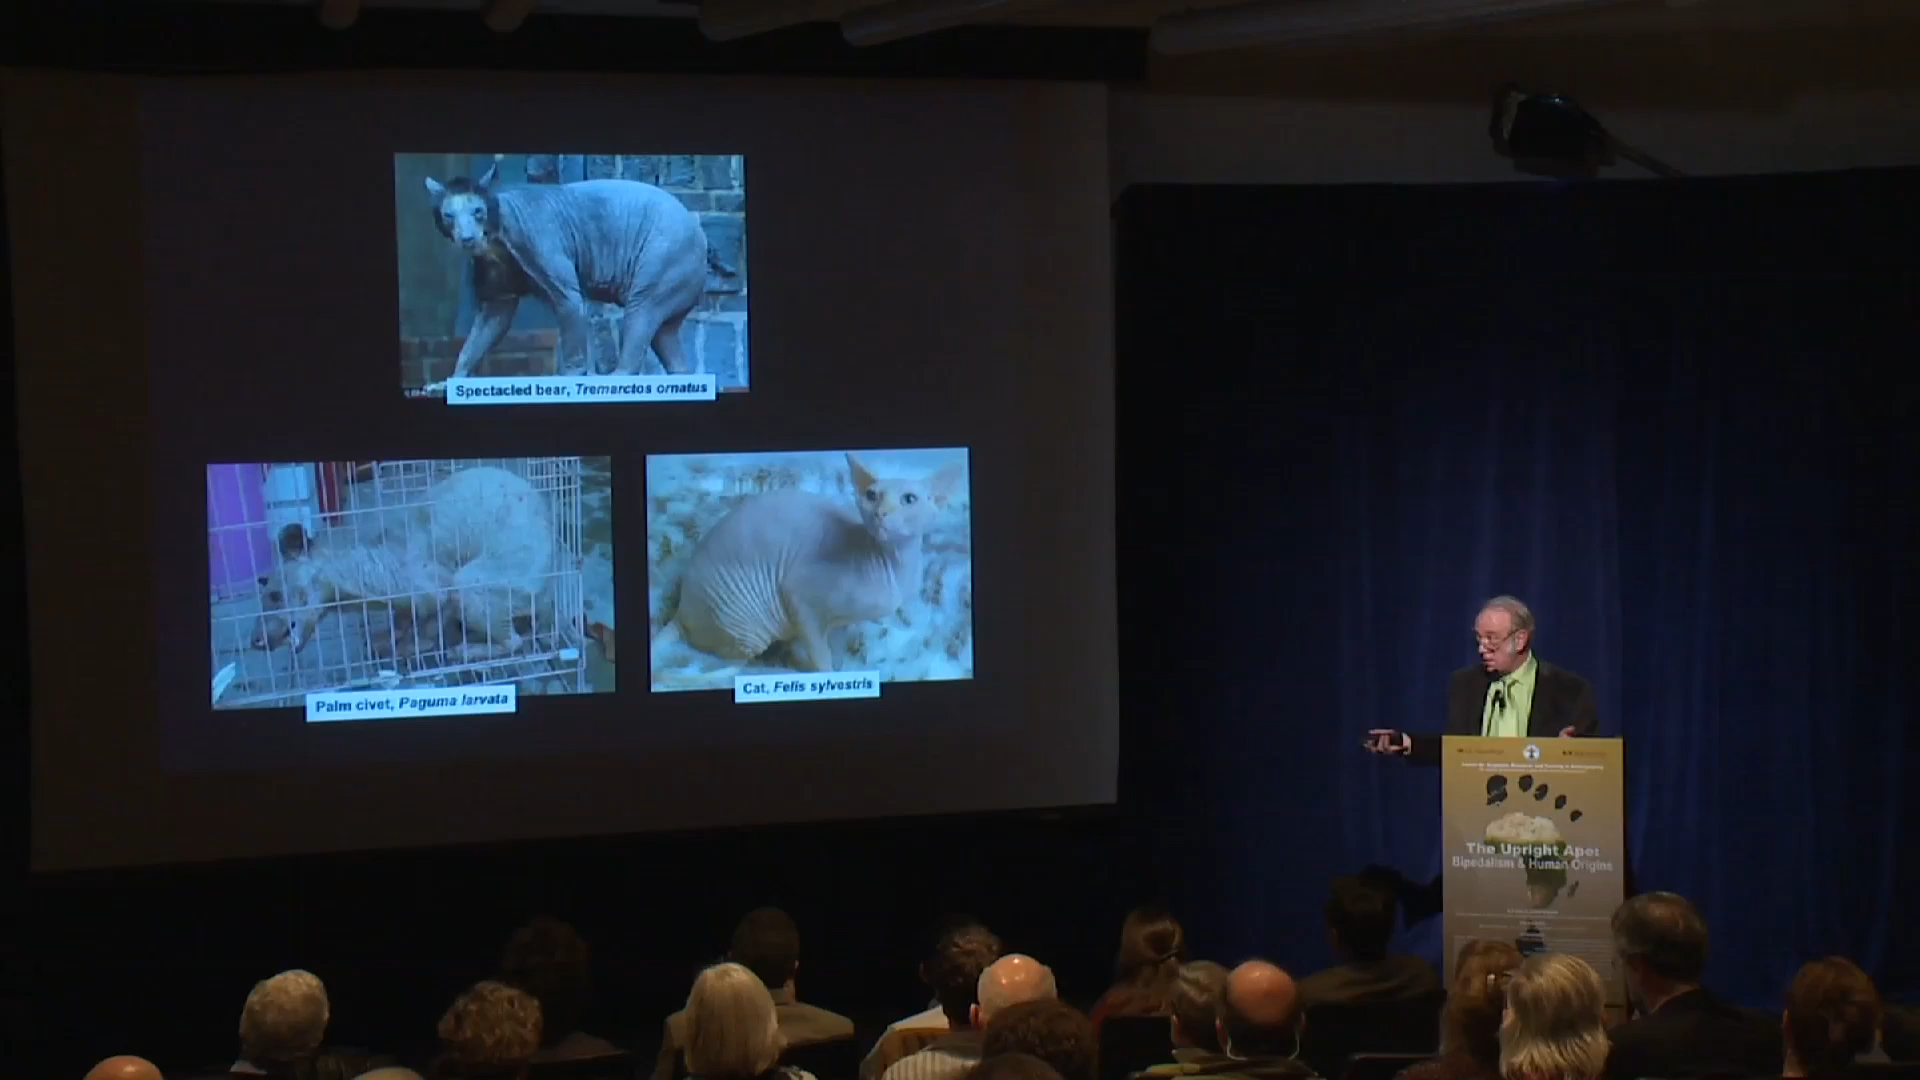 Spectacled bear, Tremarctos ornatus
Palm civet, Paguma larvata
Cat, Felis sylvestris
The Upright Ape:
Bipedalism & Human Origins